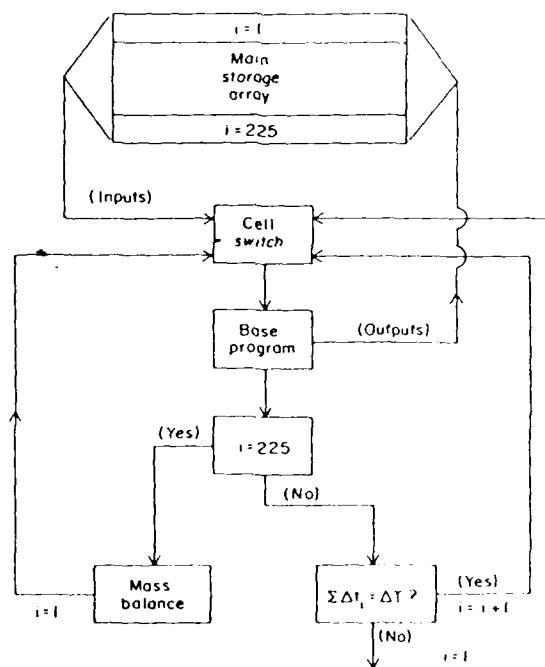 i = 1
Main
storage
array
i = 225
(Inputs)
Cell
switch
Base
program
(Outputs)
(Yes)
i = 225
(No)
Mass
balance
i = 1
ΣΔtᵢ = ΔT ?
(Yes)
i = i + 1
(No)
i = 1